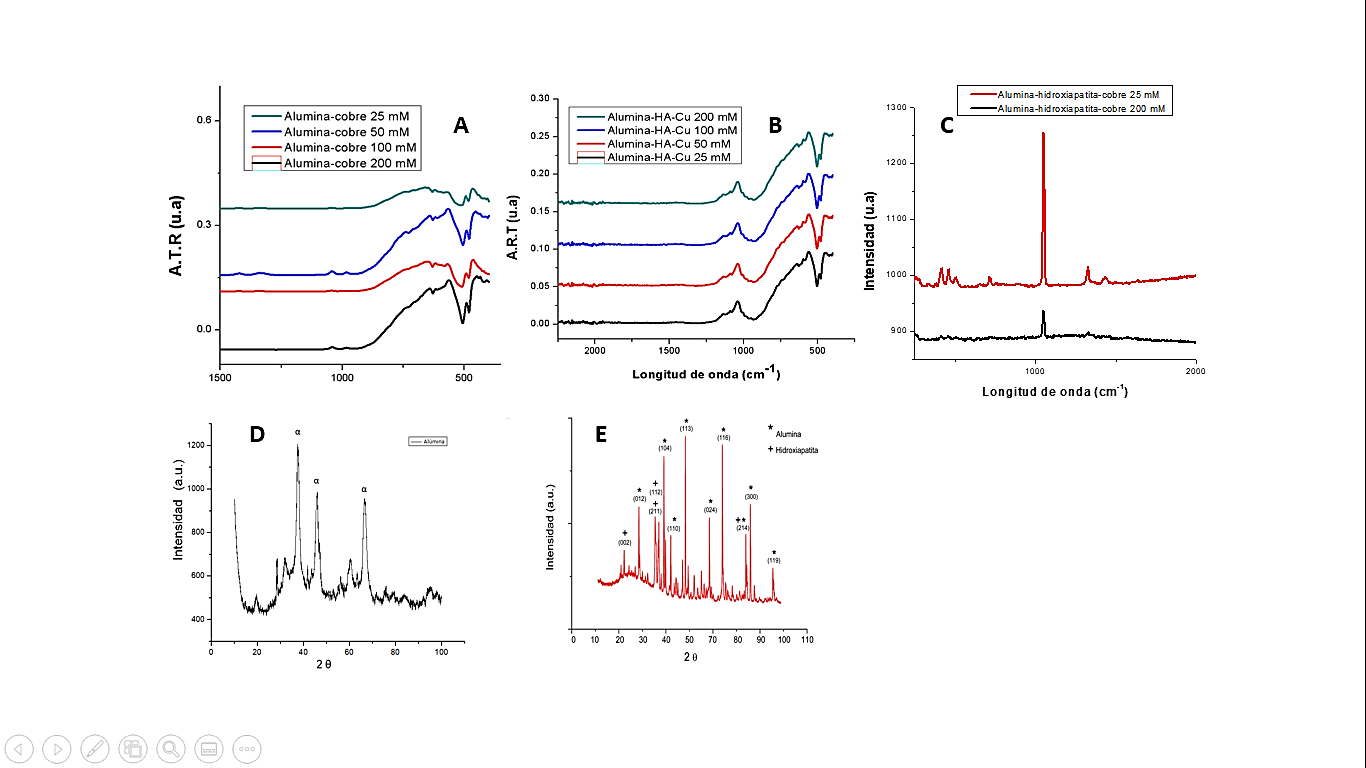 Alumina-cobre 25 mM
Alumina-cobre 50 mM
Alumina-cobre 100 mM
Alumina-cobre 200 mM
A
A.T.R (u.a)
0.6
0.3
0.0
1500
1000
500
Alumina-HA-Cu 200 mM
Alumina-HA-Cu 100 mM
Alumina-HA-Cu 50 mM
Alumina-HA-Cu 25 mM
B
A.R.T (u.a)
0.30
0.25
0.20
0.15
0.10
0.05
0.00
2000
1500
1000
500
Longitud de onda (cm-1)
Alumina-hidroxiapatita-cobre 25 mM
Alumina-hidroxiapatita-cobre 200 mM
C
Intensidad (u.a)
1300
1200
1100
1000
900
1000
2000
Longitud de onda (cm-1)
D
Alúmina
α
α
α
Intensidad (a.u.)
1200
1000
800
600
400
0
20
40
60
80
100
2 θ
E
* Alumina
+ Hidroxiapatita
Intensidad (a.u.)
+
(002)
*
(012)
+
(112)
+
(211)
*
(104)
*
(110)
*
(113)
*
(024)
*
(116)
+*
(214)
*
(300)
*
(119)
0 10 20 30 40 50 60 70 80 90 100 110
2 θ